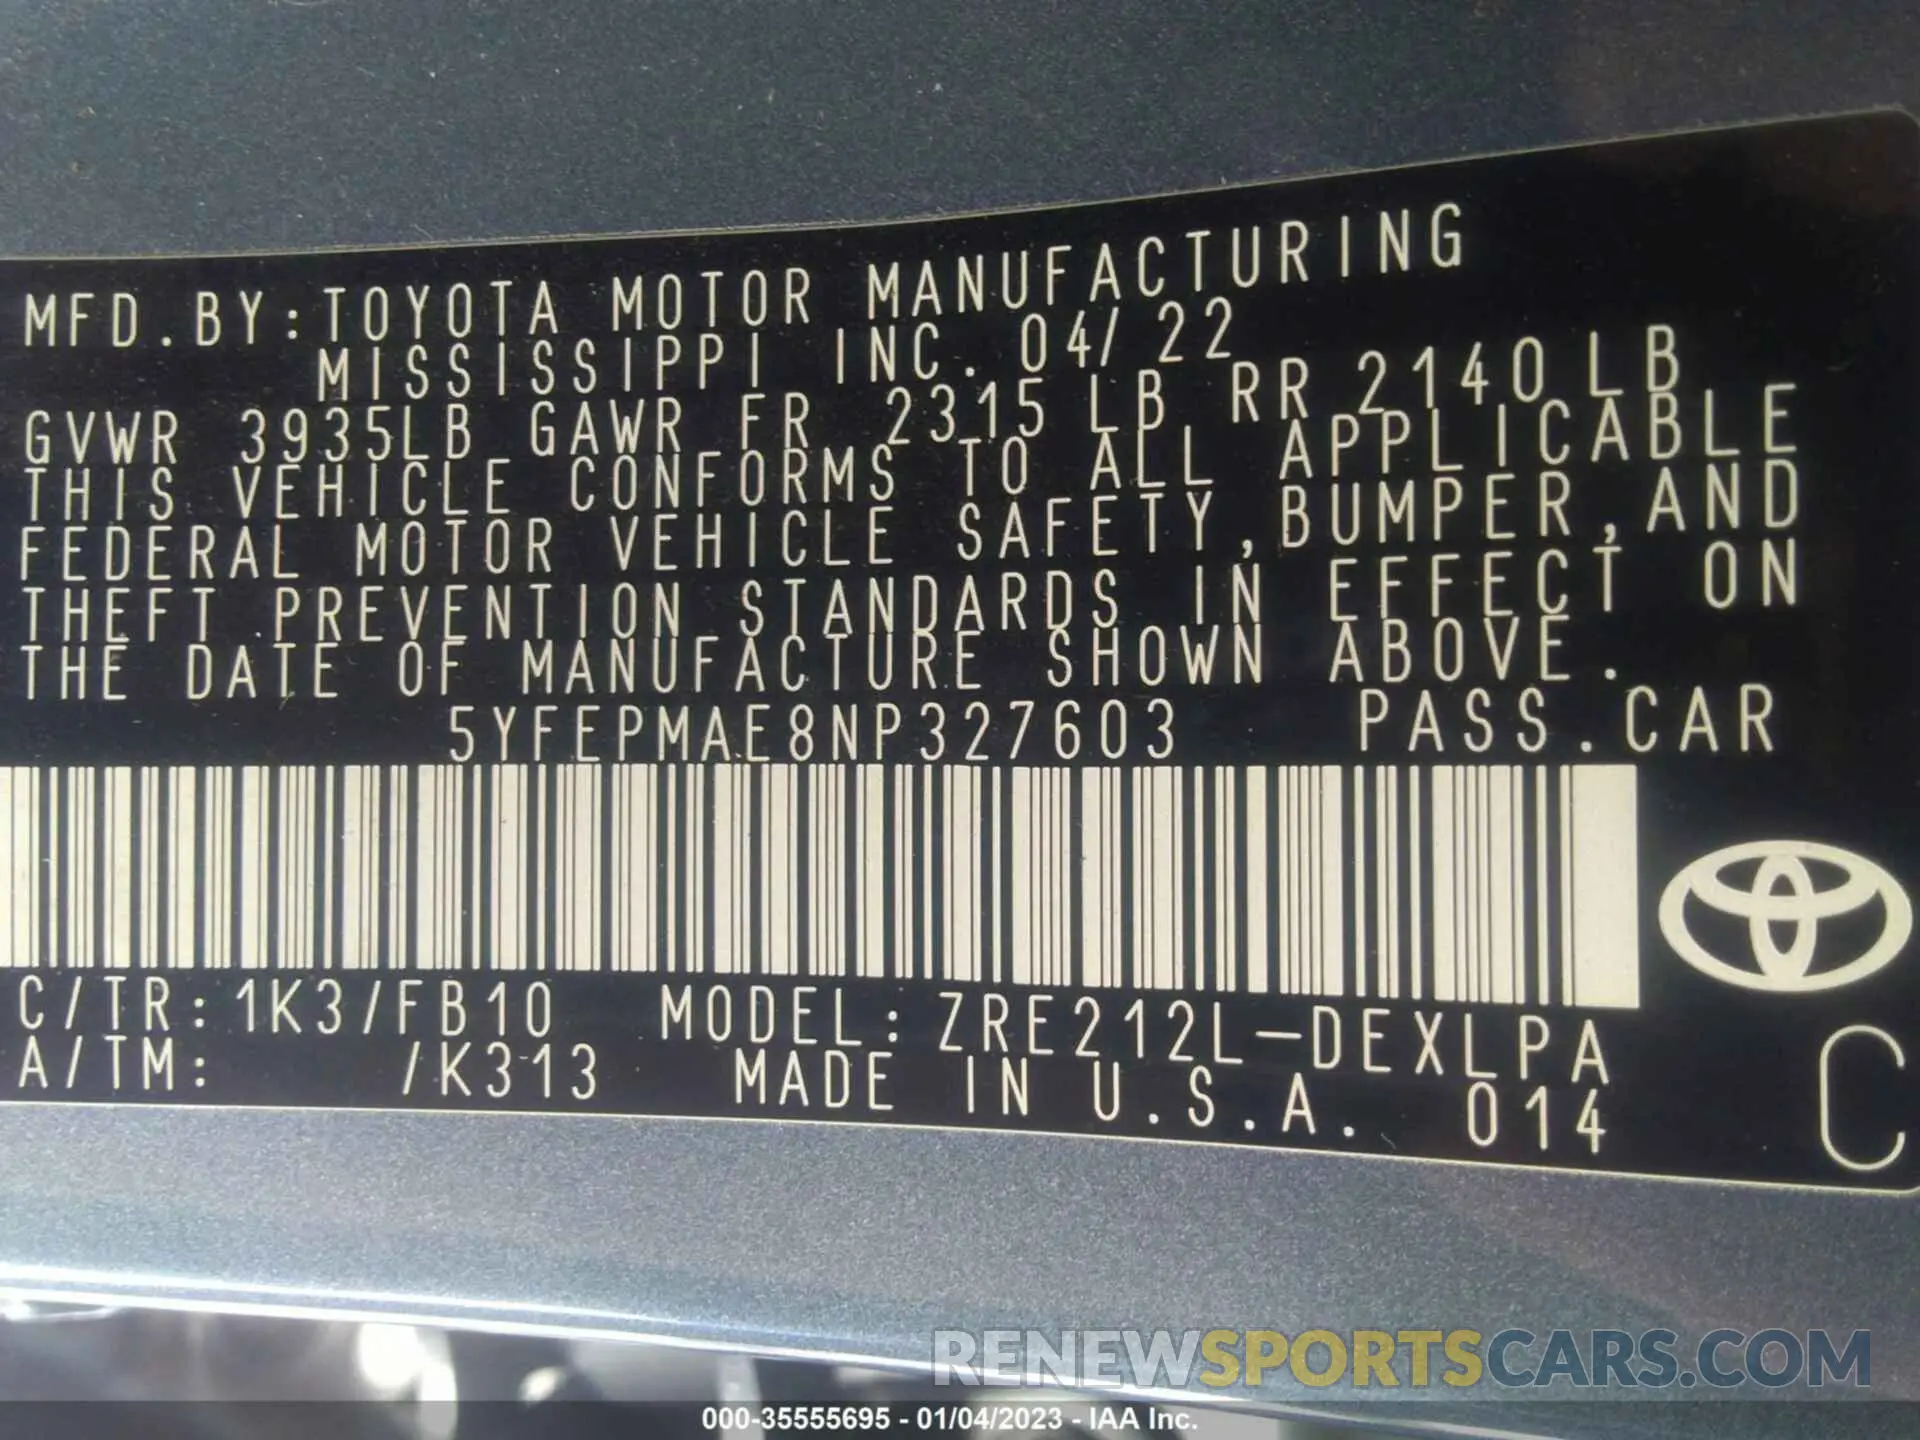 MFD.BY:TOYOTA MOTOR MANUFACTURING
MISSISSIPPI INC. 04/22
GVWR 3935LB GAWR FR 2315 LB RR 2140LB
THIS VEHICLE CONFORMS TO ALL APPLICABLE
FEDERAL MOTOR VEHICLE SAFETY,BUMPER,AND
THEFT PREVENTION STANDARDS IN EFFECT ON
THE DATE OF MANUFACTURE SHOWN ABOVE.
5YFEPMAE8NP327603 PASS.CAR
C/TR:1K3/FB10 MODEL:ZRE212L-DEXLPA
A/TM: /K313 MADE IN U.S.A. 014
C
RENEWSPORTSCARS.COM
000-35555695 - 01/04/2023 - IAA Inc.